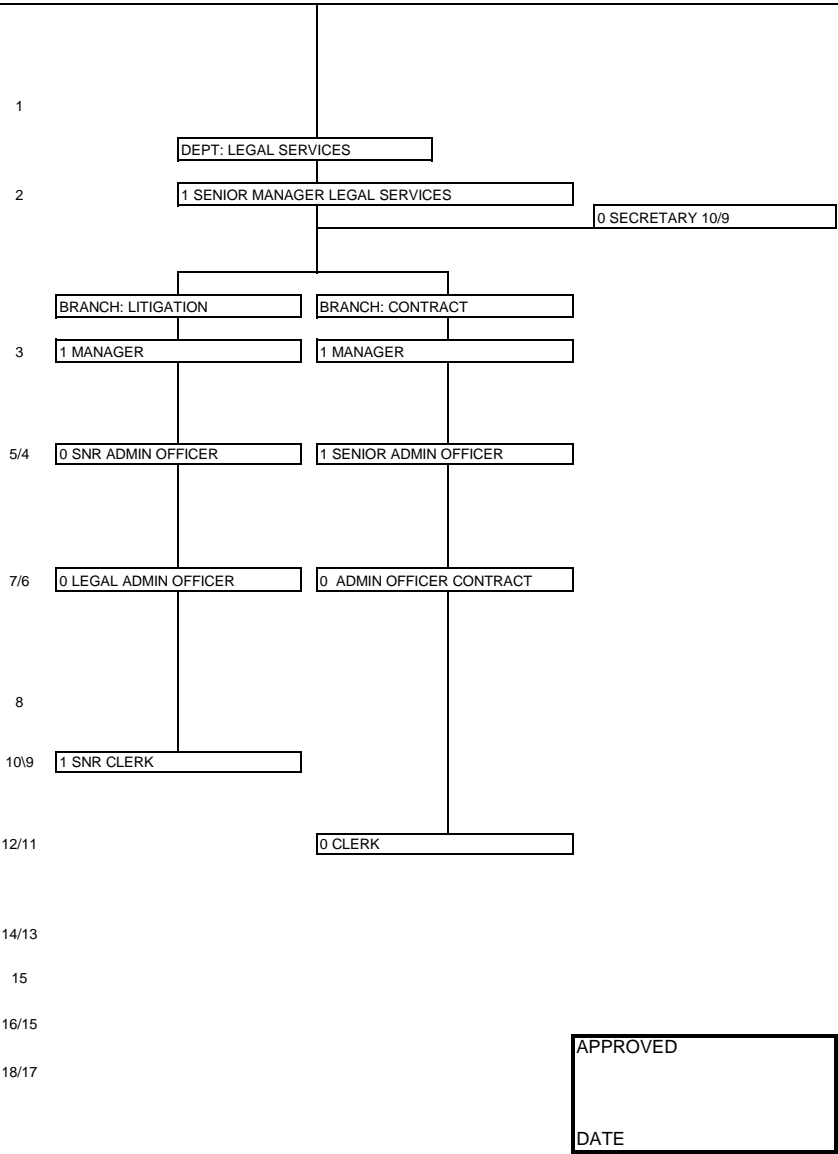 1
DEPT: LEGAL SERVICES
2
1 SENIOR MANAGER LEGAL SERVICES
0 SECRETARY 10/9
BRANCH: LITIGATION
BRANCH: CONTRACT
3
1 MANAGER
1 MANAGER
5/4
0 SNR ADMIN OFFICER
1 SENIOR ADMIN OFFICER
7/6
0 LEGAL ADMIN OFFICER
0 ADMIN OFFICER CONTRACT
8
10\9
1 SNR CLERK
12/11
0 CLERK
14/13
15
16/15
18/17
APPROVED
DATE